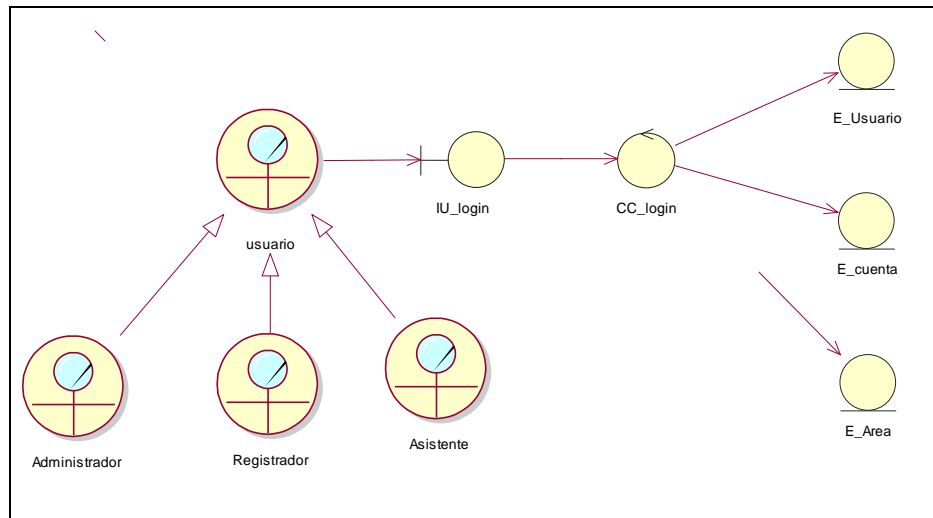 E_Usuario
IU_login
CC_login
usuario
E_cuenta
Asistente
E_Area
Registrador
Administrador